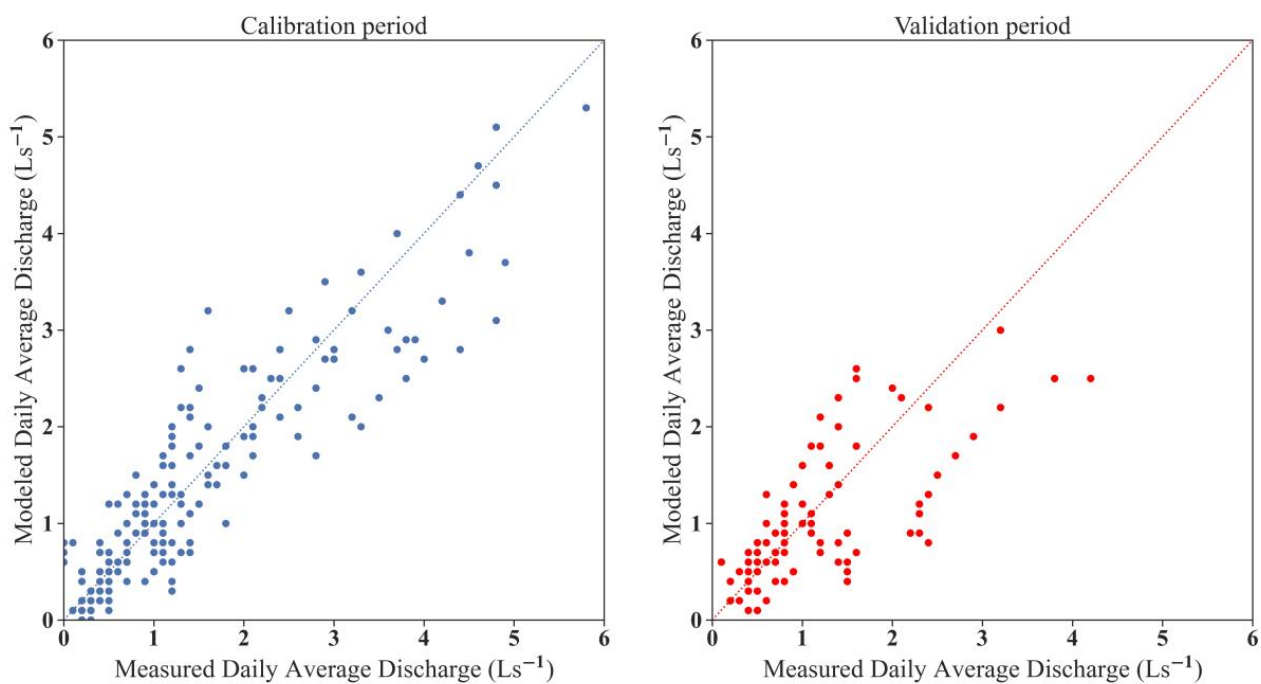 Calibration period
6
5
4
3
2
1
0
Modeled Daily Average Discharge (Ls⁻¹)
0 1 2 3 4 5 6
Measured Daily Average Discharge (Ls⁻¹)
Validation period
6
5
4
3
2
1
0
Modeled Daily Average Discharge (Ls⁻¹)
0 1 2 3 4 5 6
Measured Daily Average Discharge (Ls⁻¹)